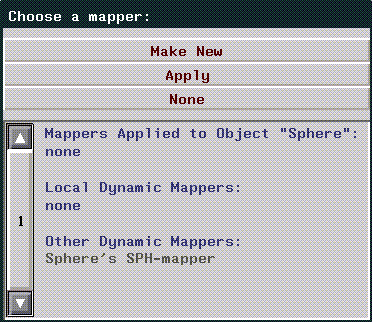 Choose a mapper:
Make New
Apply
None
Mappers Applied to Object "Sphere":
none
Local Dynamic Mappers:
none
1
Other Dynamic Mappers:
Sphere's SPH-mapper